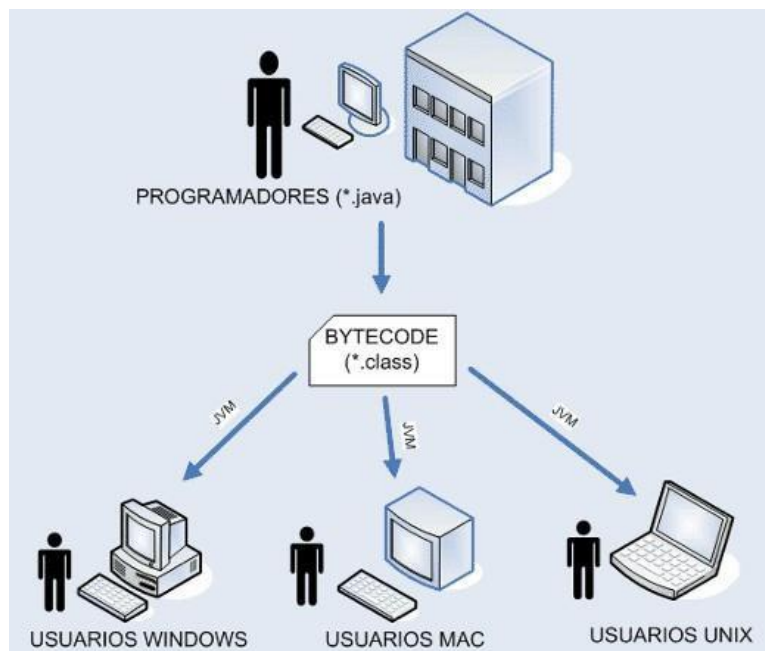 PROGRAMADORES (*.java)
BYTECODE
(*.class)
JVM
JVM
JVM
USUARIOS WINDOWS
USUARIOS MAC
USUARIOS UNIX